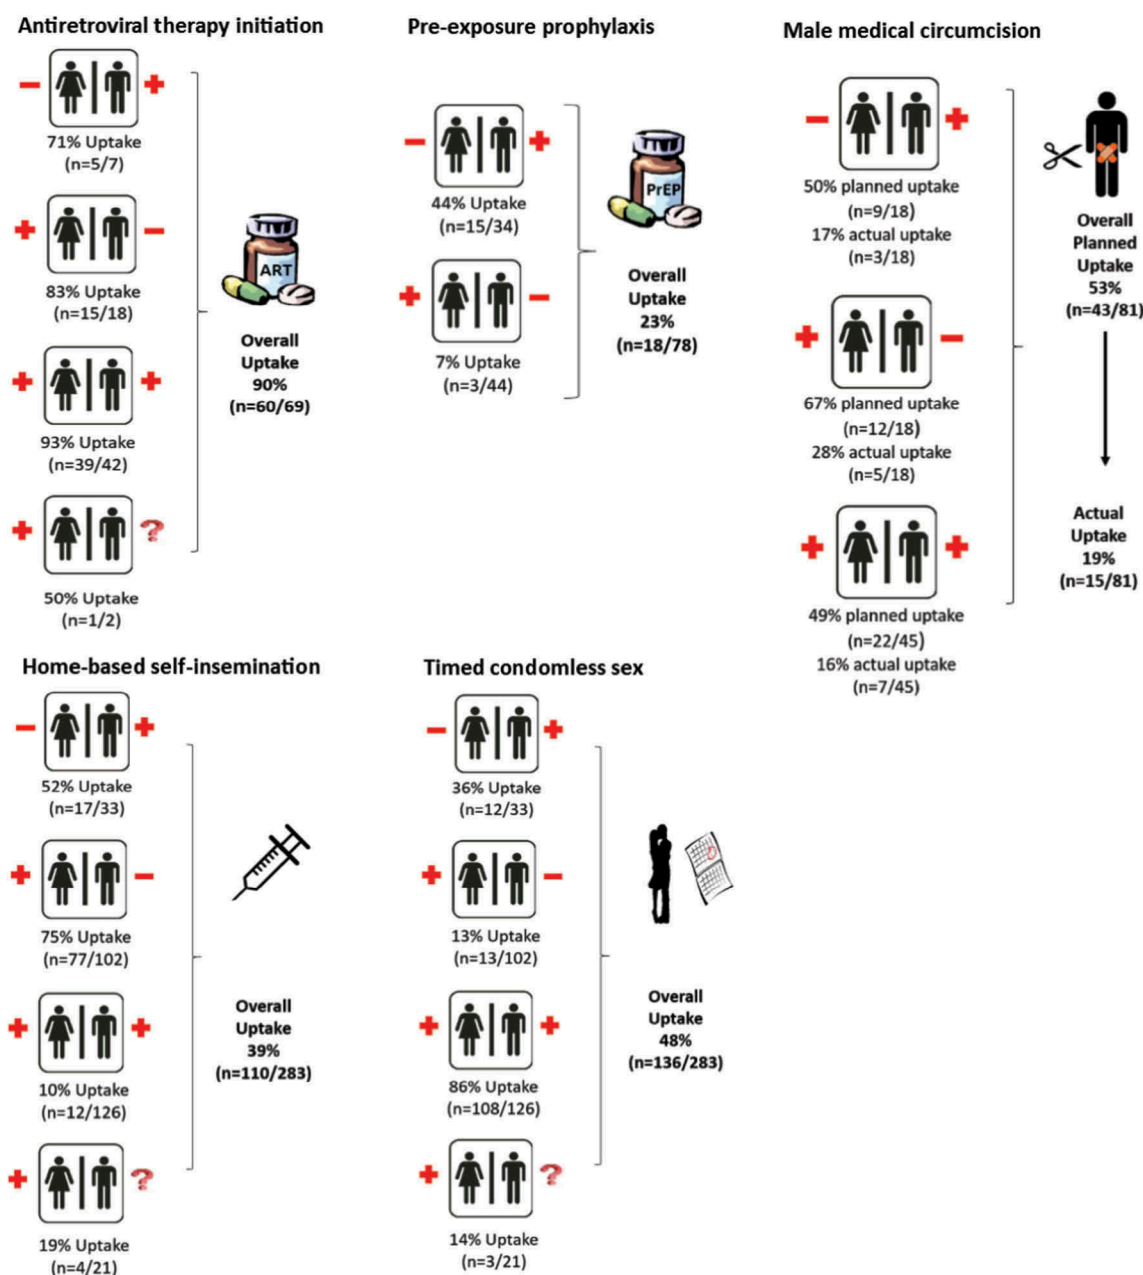 Antiretroviral therapy initiation
− +
71% Uptake
(n=5/7)
+ −
83% Uptake
(n=15/18)
+ +
93% Uptake
(n=39/42)
+ ?
50% Uptake
(n=1/2)
ART
Overall
Uptake
90%
(n=60/69)
Pre-exposure prophylaxis
− +
44% Uptake
(n=15/34)
+ −
7% Uptake
(n=3/44)
PrEP
Overall
Uptake
23%
(n=18/78)
Male medical circumcision
− +
50% planned uptake
(n=9/18)
17% actual uptake
(n=3/18)
+ −
67% planned uptake
(n=12/18)
28% actual uptake
(n=5/18)
+ +
49% planned uptake
(n=22/45)
16% actual uptake
(n=7/45)
Overall
Planned
Uptake
53%
(n=43/81)
Actual
Uptake
19%
(n=15/81)
Home-based self-insemination
− +
52% Uptake
(n=17/33)
+ −
75% Uptake
(n=77/102)
+ +
10% Uptake
(n=12/126)
+ ?
19% Uptake
(n=4/21)
Overall
Uptake
39%
(n=110/283)
Timed condomless sex
− +
36% Uptake
(n=12/33)
+ −
13% Uptake
(n=13/102)
+ +
86% Uptake
(n=108/126)
+ ?
14% Uptake
(n=3/21)
Overall
Uptake
48%
(n=136/283)